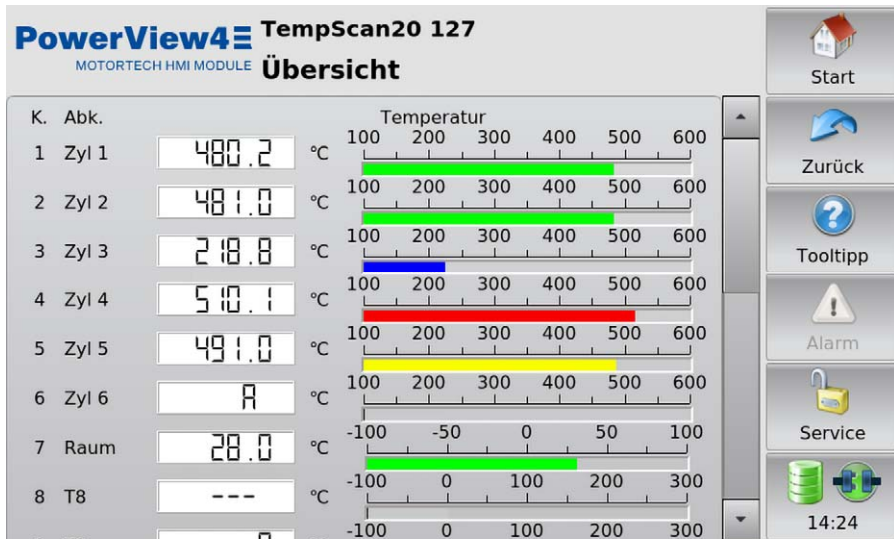 PowerView4
MOTORTECH HMI MODULE
TempScan20 127
Übersicht
K. Abk. Temperatur
1 Zyl 1 480.2 °C 100 200 300 400 500 600
2 Zyl 2 481.0 °C 100 200 300 400 500 600
3 Zyl 3 218.8 °C 100 200 300 400 500 600
4 Zyl 4 510.1 °C 100 200 300 400 500 600
5 Zyl 5 491.0 °C 100 200 300 400 500 600
6 Zyl 6 A °C 100 200 300 400 500 600
7 Raum 28.0 °C -100 -50 0 50 100
8 T8 --- °C -100 0 100 200 300
-100 0 100 200 300
Start
Zurück
Tooltipp
Alarm
Service
14:24